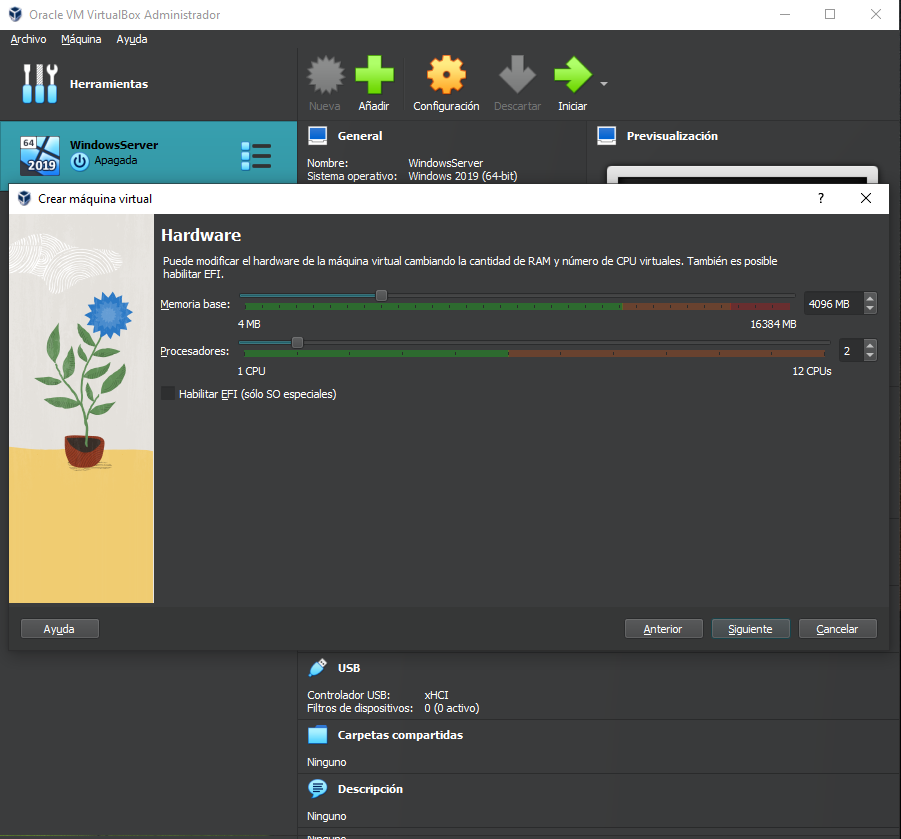 Oracle VM VirtualBox Administrador
Archivo Máquina Ayuda
Herramientas
Nueva Añadir Configuración Descartar Iniciar
64
2019
WindowsServer
Apagada
General
Nombre: WindowsServer
Sistema operativo: Windows 2019 (64-bit)
Previsualización
Crear máquina virtual
?
Hardware
Puede modificar el hardware de la máquina virtual cambiando la cantidad de RAM y número de CPU virtuales. También es posible
habilitar EFI.
Memoria base: 4096 MB
4 MB 16384 MB
Procesadores: 2
1 CPU 12 CPUs
Habilitar EFI (sólo SO especiales)
Ayuda Anterior Siguiente Cancelar
USB
Controlador USB: xHCI
Filtros de dispositivos: 0 (0 activo)
Carpetas compartidas
Ninguno
Descripción
Ninguno
Ninguno